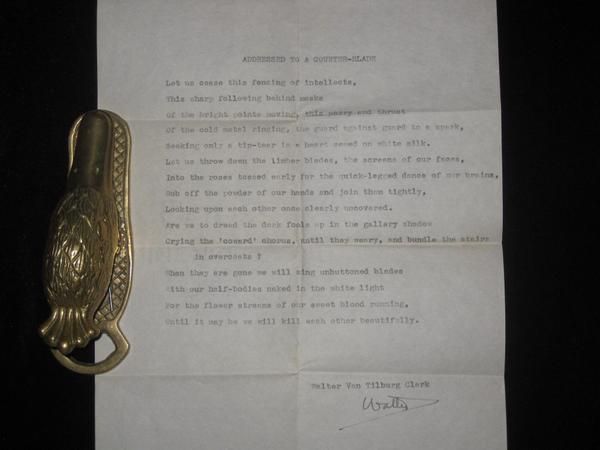 ADDRESSED TO A COUNTER-BLADE
Let us cease this fencing of intellects,
This sharp following behind masks
Of the bright points moving, this parry and thrust
Of the cold metal ringing, the guard against guard to a spark,
Seeking only a tip-tear in a heart sewed on white silk.
Let us throw down the limber blades, the screens of our faces,
Into the roses tossed early for the quick-legged dance of our brains,
Rub off the powder of our hands and join them tightly,
Looking upon each other once clearly uncovered.
Are we to dread the dark fools up in the gallery shadow
Crying the 'coward' chorus, until they weary, and bundle the stairs
in overcoats ?
When they are gone we will sing unbuttoned blades
With our half-bodies naked in the white light
For the flower streams of our sweet blood running,
Until it may be we will kill each other beautifully.
Walter Van Tilburg Clark
Walter